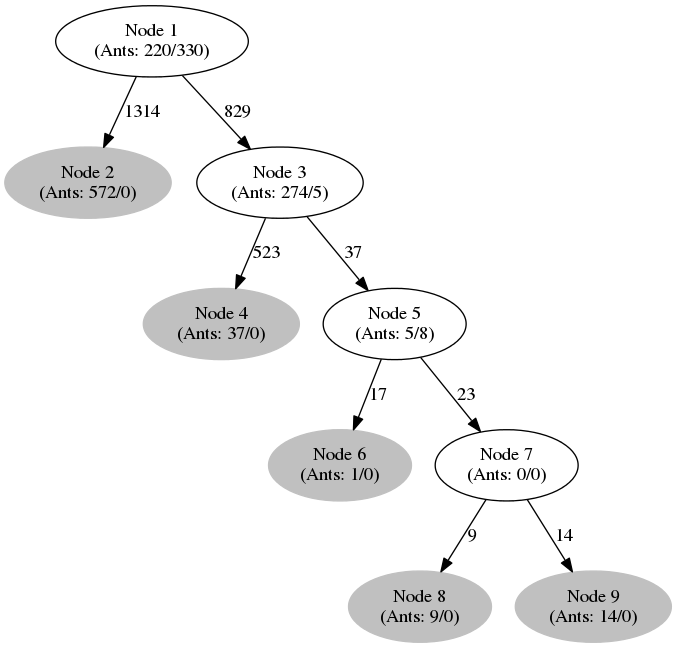 Node 1
(Ants: 220/330)
1314
829
Node 2
(Ants: 572/0)
Node 3
(Ants: 274/5)
523
37
Node 4
(Ants: 37/0)
Node 5
(Ants: 5/8)
17
23
Node 6
(Ants: 1/0)
Node 7
(Ants: 0/0)
9
14
Node 8
(Ants: 9/0)
Node 9
(Ants: 14/0)